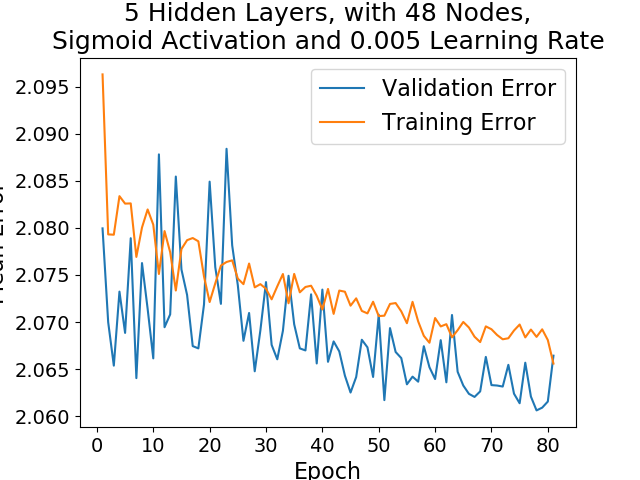 5 Hidden Layers, with 48 Nodes,
Sigmoid Activation and 0.005 Learning Rate
Validation Error
Training Error
2.095
2.090
2.085
2.080
2.075
2.070
2.065
2.060
0 10 20 30 40 50 60 70 80
Epoch